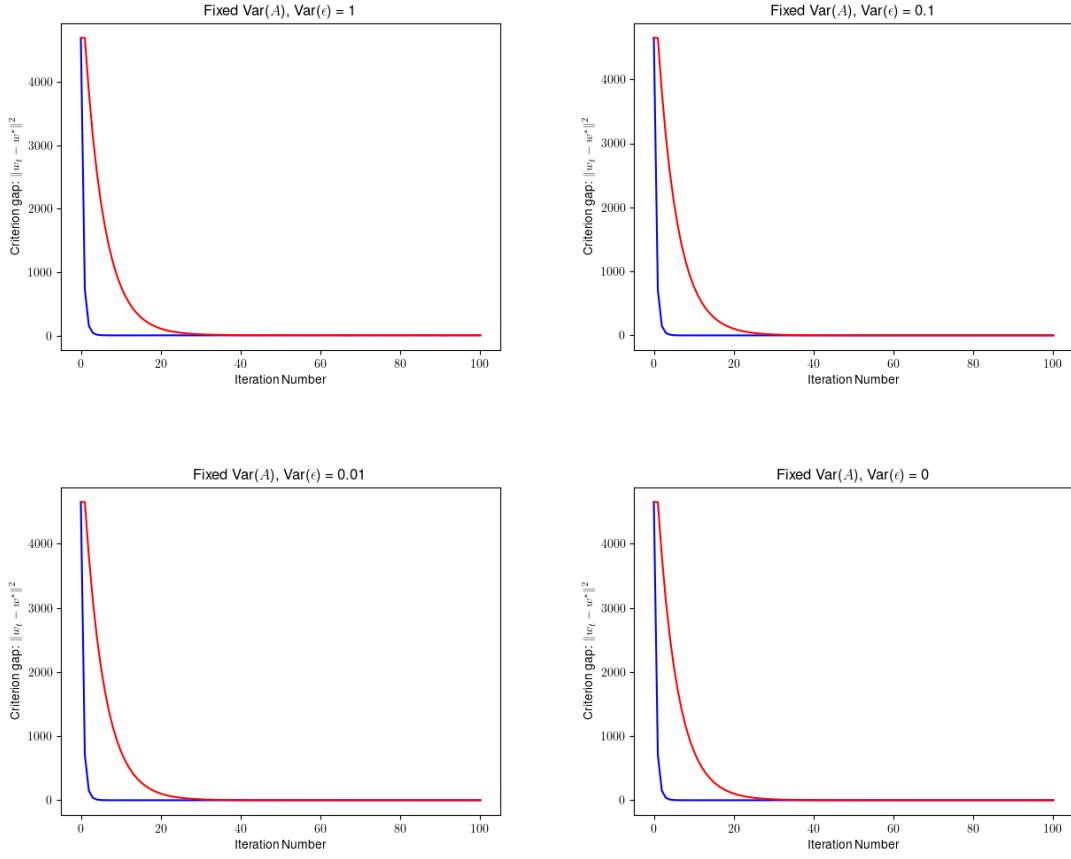 Fixed Var(A), Var(ϵ) = 1
Criterion gap: ‖w_t − w*‖²
4000
3000
2000
1000
0
0 20 40 60 80 100
Iteration Number
Fixed Var(A), Var(ϵ) = 0.1
Criterion gap: ‖w_t − w*‖²
4000
3000
2000
1000
0
0 20 40 60 80 100
Iteration Number
Fixed Var(A), Var(ϵ) = 0.01
Criterion gap: ‖w_t − w*‖²
4000
3000
2000
1000
0
0 20 40 60 80 100
Iteration Number
Fixed Var(A), Var(ϵ) = 0
Criterion gap: ‖w_t − w*‖²
4000
3000
2000
1000
0
0 20 40 60 80 100
Iteration Number